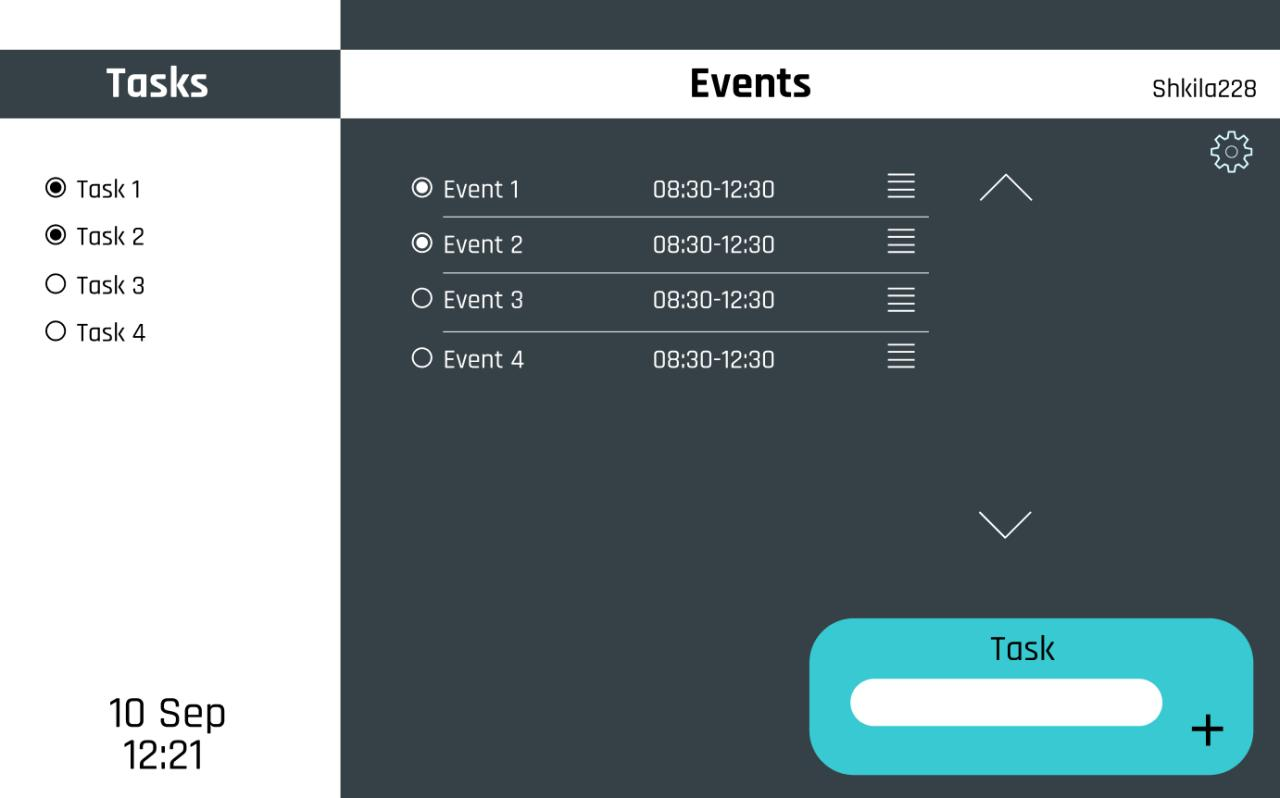 Tasks
Events
Shkila228
Task 1
Task 2
Task 3
Task 4
Event 1 08:30-12:30
Event 2 08:30-12:30
Event 3 08:30-12:30
Event 4 08:30-12:30
10 Sep
12:21
Task
+